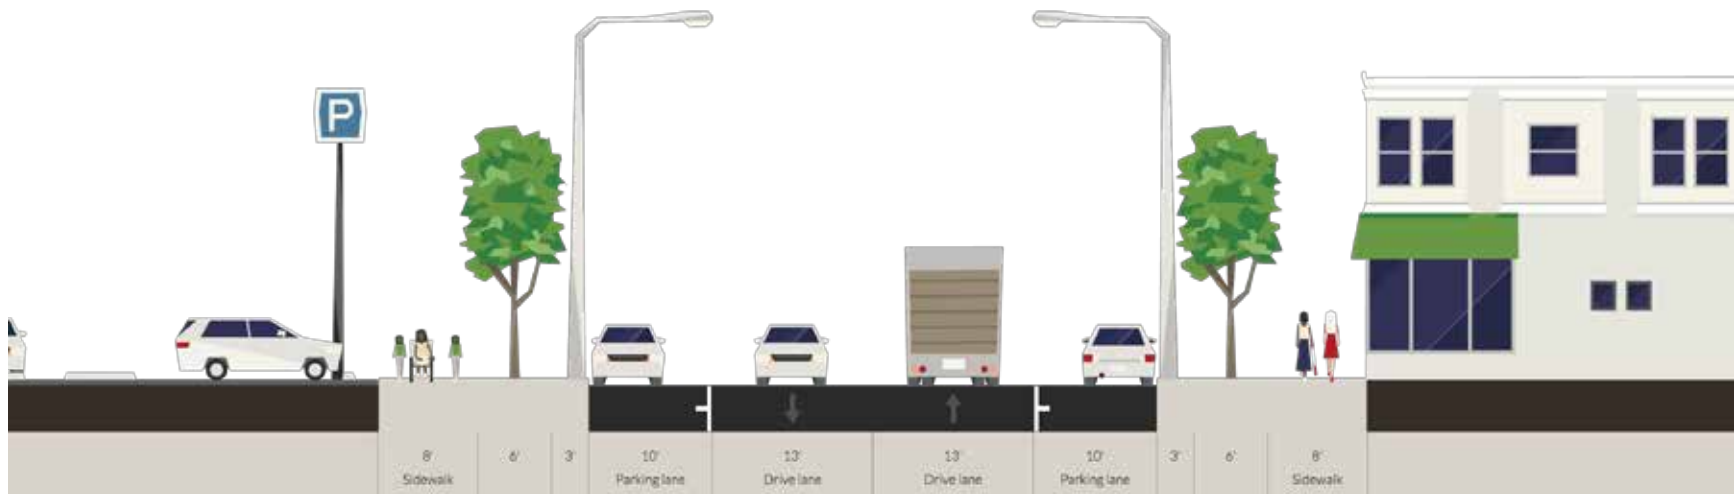 P
8'
Sidewalk
6'
3'
10'
Parking lane
13'
Drive lane
13'
Drive lane
10'
Parking lane
3'
6'
8'
Sidewalk